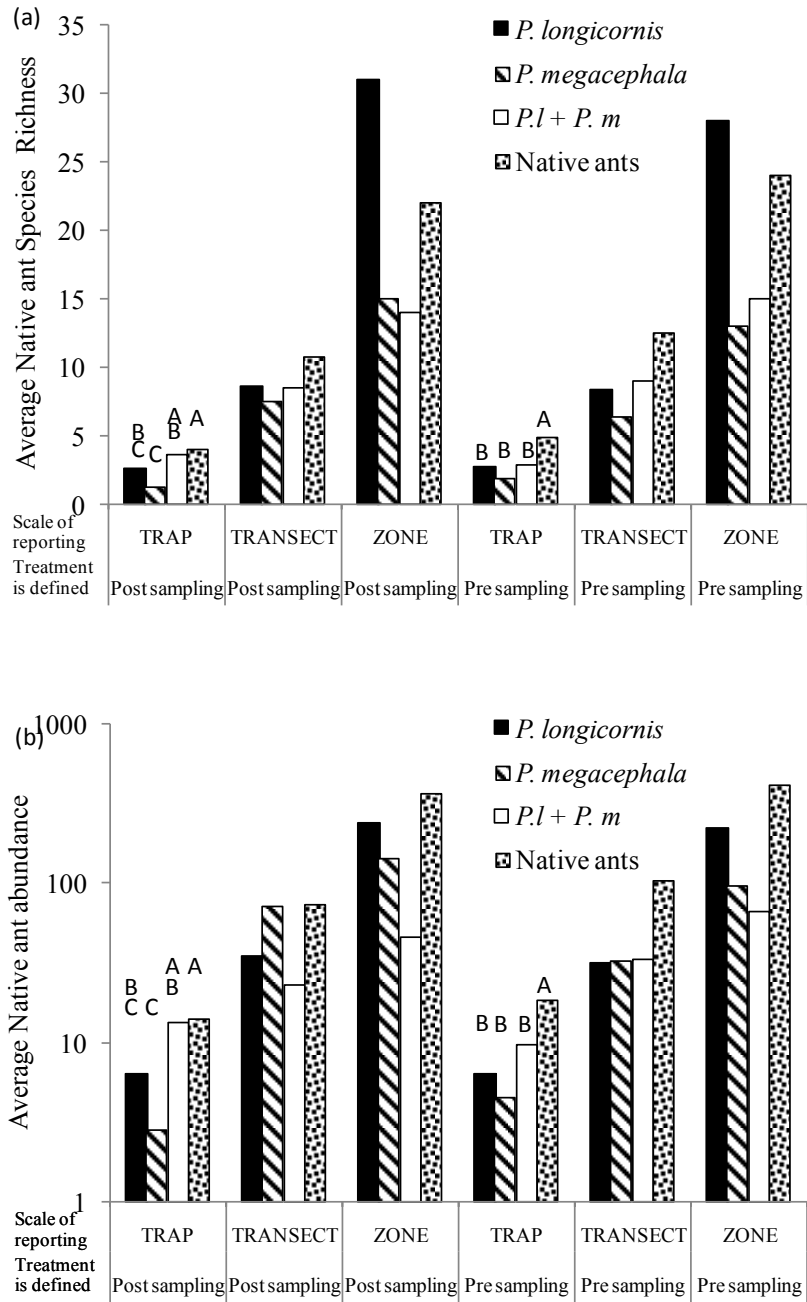 (a)
Average Native ant Species Richness
35
30
25
20
15
10
5
0
P. longicornis
P. megacephala
P.l + P. m
Native ants
B
C
C
A
B
A
B
B
B
A
Scale of
reporting
TRAP
TRANSECT
ZONE
TRAP
TRANSECT
ZONE
Treatment
is defined
Post sampling
Post sampling
Post sampling
Pre sampling
Pre sampling
Pre sampling
(b)
Average Native ant abundance
1000
100
10
1
P. longicornis
P. megacephala
P.l + P. m
Native ants
B
C
C
A
B
A
B
B
B
A
Scale of
reporting
TRAP
TRANSECT
ZONE
TRAP
TRANSECT
ZONE
Treatment
is defined
Post sampling
Post sampling
Post sampling
Pre sampling
Pre sampling
Pre sampling